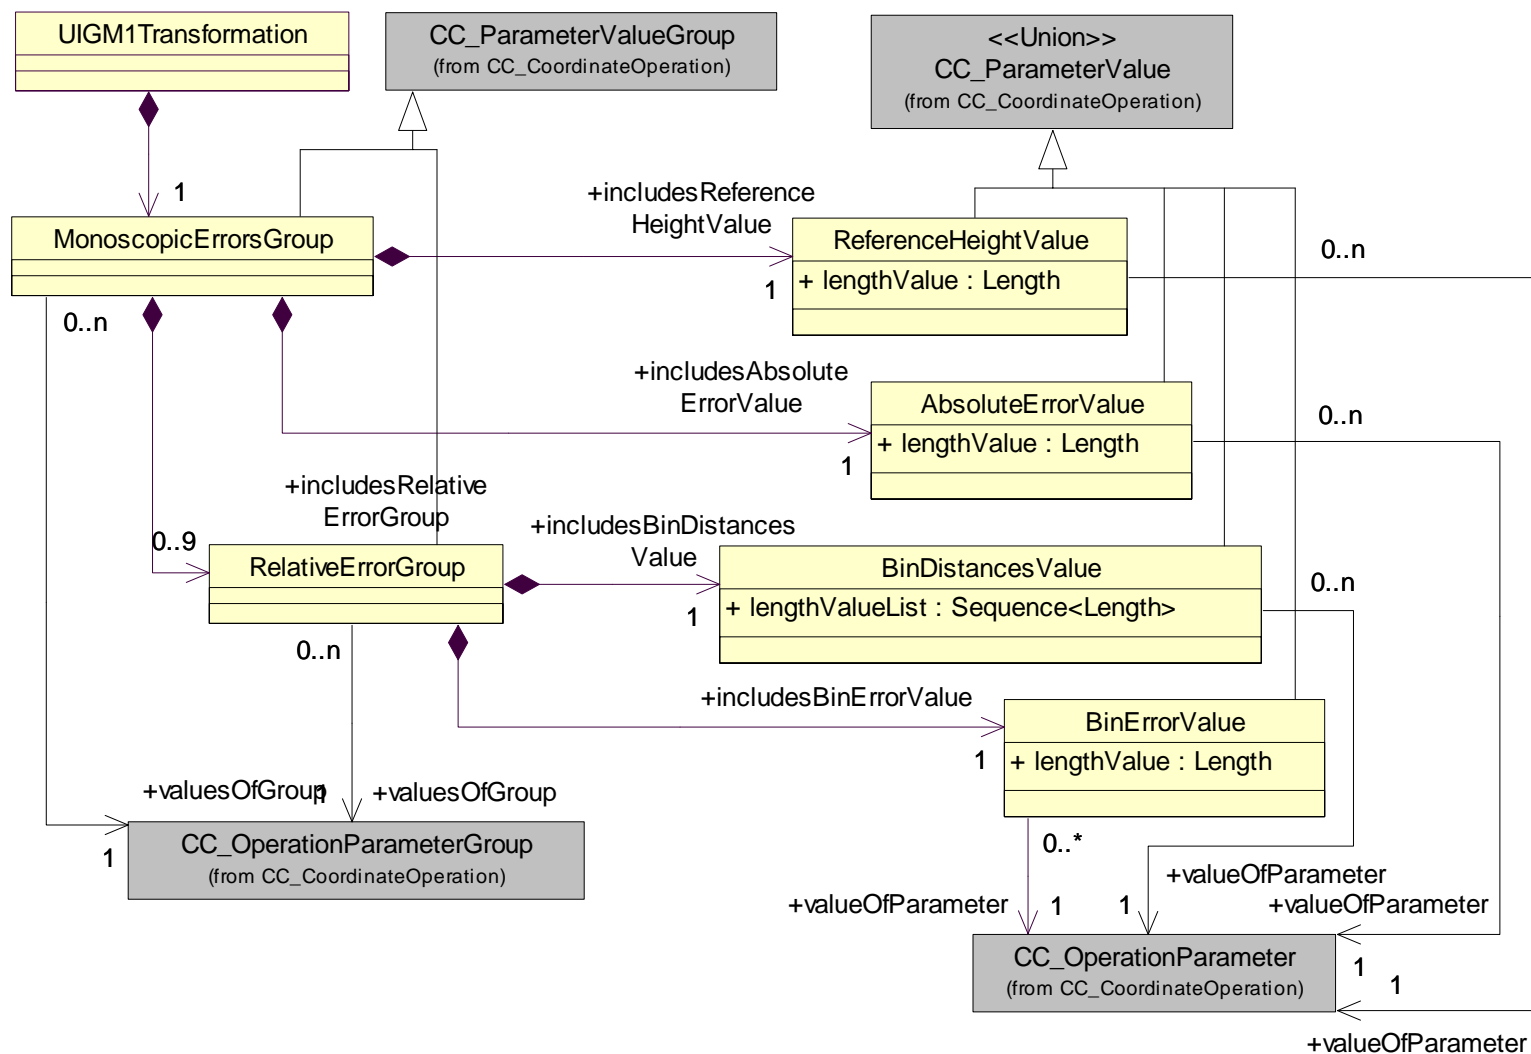 UIGM1Transformation
CC_ParameterValueGroup
(from CC_CoordinateOperation)
<<Union>>
CC_ParameterValue
(from CC_CoordinateOperation)
1
+includesReference
HeightValue
MonoscopicErrorsGroup
ReferenceHeightValue
+ lengthValue : Length
1
0..n
0..n
+includesAbsolute
ErrorValue
AbsoluteErrorValue
+ lengthValue : Length
1
0..n
+includesRelative
ErrorGroup
0..9
RelativeErrorGroup
+includesBinDistances
Value
BinDistancesValue
+ lengthValueList : Sequence<Length>
1
0..n
0..n
+includesBinErrorValue
BinErrorValue
+ lengthValue : Length
1
+valuesOfGroup
1
+valuesOfGroup
1
CC_OperationParameterGroup
(from CC_CoordinateOperation)
0..*
+valueOfParameter
1
1
+valueOfParameter
+valueOfParameter
CC_OperationParameter
(from CC_CoordinateOperation)
1
1
+valueOfParameter